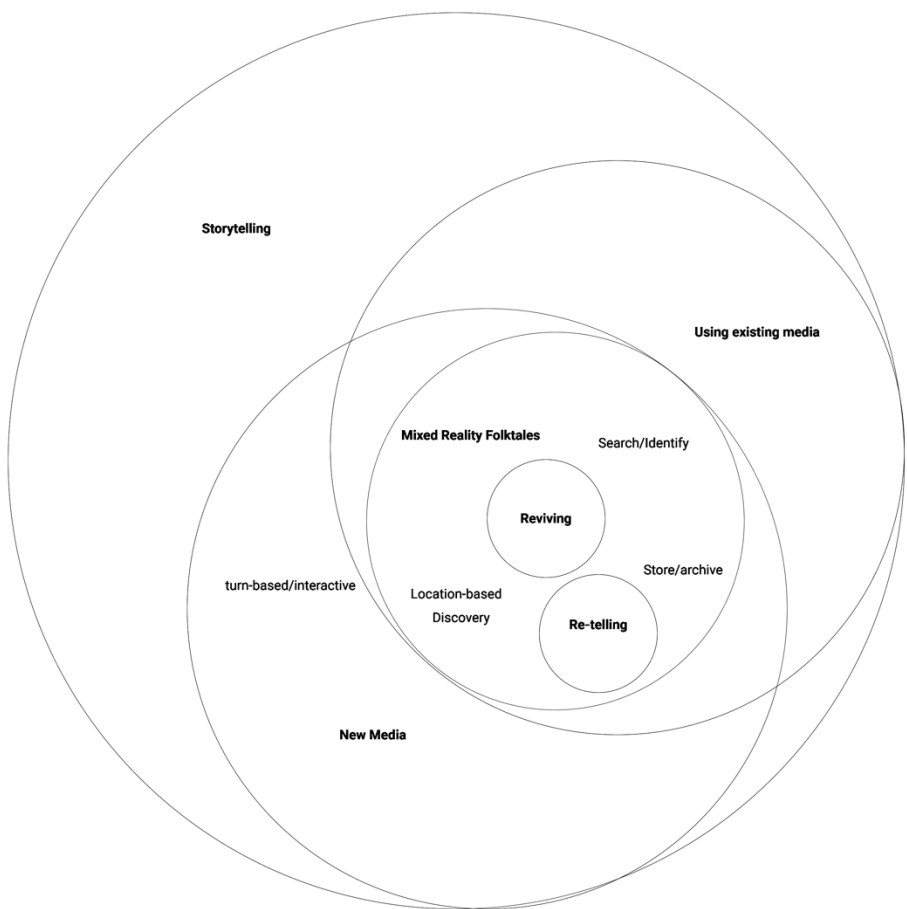 Storytelling
Using existing media
Mixed Reality Folktales
Search/Identify
Reviving
Store/archive
turn-based/interactive
Location-based
Discovery
Re-telling
New Media